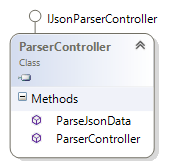 IJsonParserController
ParserController
Class
Methods
ParseJsonData
ParserController